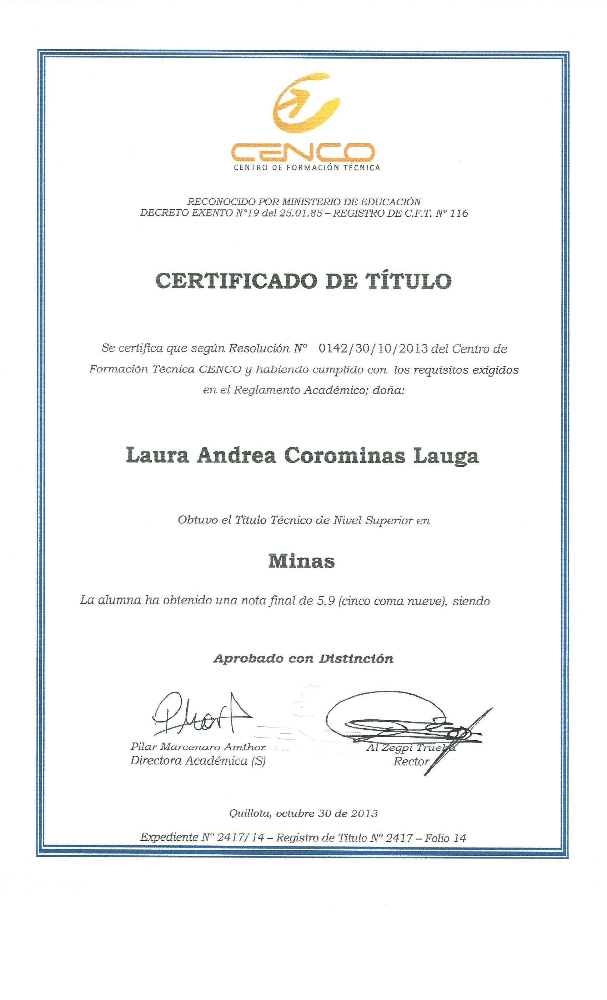 CENCO
CENTRO DE FORMACIÓN TÉCNICA
RECONOCIDO POR MINISTERIO DE EDUCACIÓN
DECRETO EXENTO N°19 del 25.01.85 – REGISTRO DE C.F.T. Nº 116
CERTIFICADO DE TÍTULO
Se certifica que según Resolución Nº 0142/30/10/2013 del Centro de
Formación Técnica CENCO y habiendo cumplido con los requisitos exigidos
en el Reglamento Académico; doña:
Laura Andrea Corominas Lauga
Obtuvo el Título Técnico de Nivel Superior en
Minas
La alumna ha obtenido una nota final de 5,9 (cinco coma nueve), siendo
Aprobado con Distinción
Pilar Marcenaro Amthor
Directora Académica (S)
Al Zegpi Trueba
Rector
Quillota, octubre 30 de 2013
Expediente Nº 2417/14 – Registro de Título Nº 2417 – Folio 14